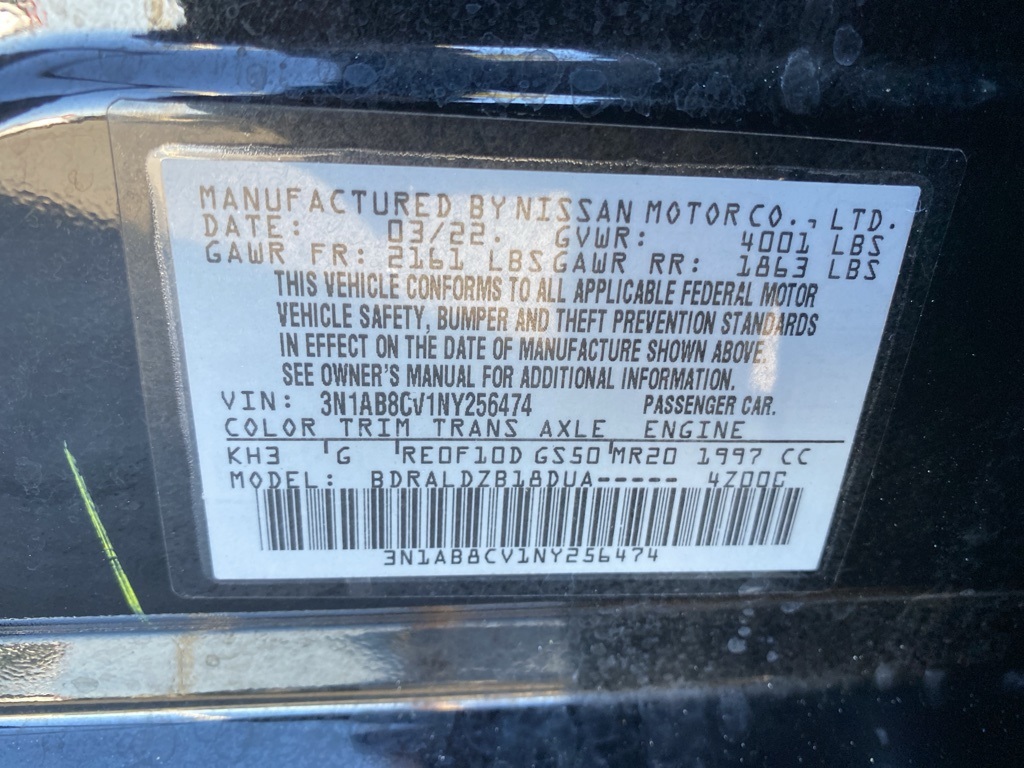 MANUFACTURED BY NISSAN MOTOR CO., LTD.
DATE: 03/22. GVWR: 4001 LBS
GAWR FR: 2161 LBS GAWR RR: 1863 LBS
THIS VEHICLE CONFORMS TO ALL APPLICABLE FEDERAL MOTOR
VEHICLE SAFETY, BUMPER AND THEFT PREVENTION STANDARDS
IN EFFECT ON THE DATE OF MANUFACTURE SHOWN ABOVE.
SEE OWNER'S MANUAL FOR ADDITIONAL INFORMATION.
VIN: 3N1AB8CV1NY256474 PASSENGER CAR.
COLOR TRIM TRANS AXLE ENGINE
KH3 G RE0F10D GS50 MR20 1997 CC
MODEL: BDRALDZB18DUA----- 4Z00C
3N1AB8CV1NY256474